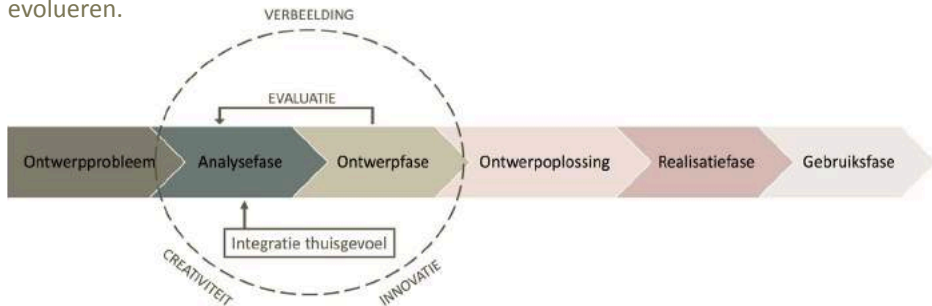 evolueren.
VERBEELDING
EVALUATIE
Ontwerpprobleem
Analysefase
Ontwerpfase
Ontwerpoplossing
Realisatiefase
Gebruiksfase
Integratie thuisgevoel
CREATIVITEIT
INNOVATIE